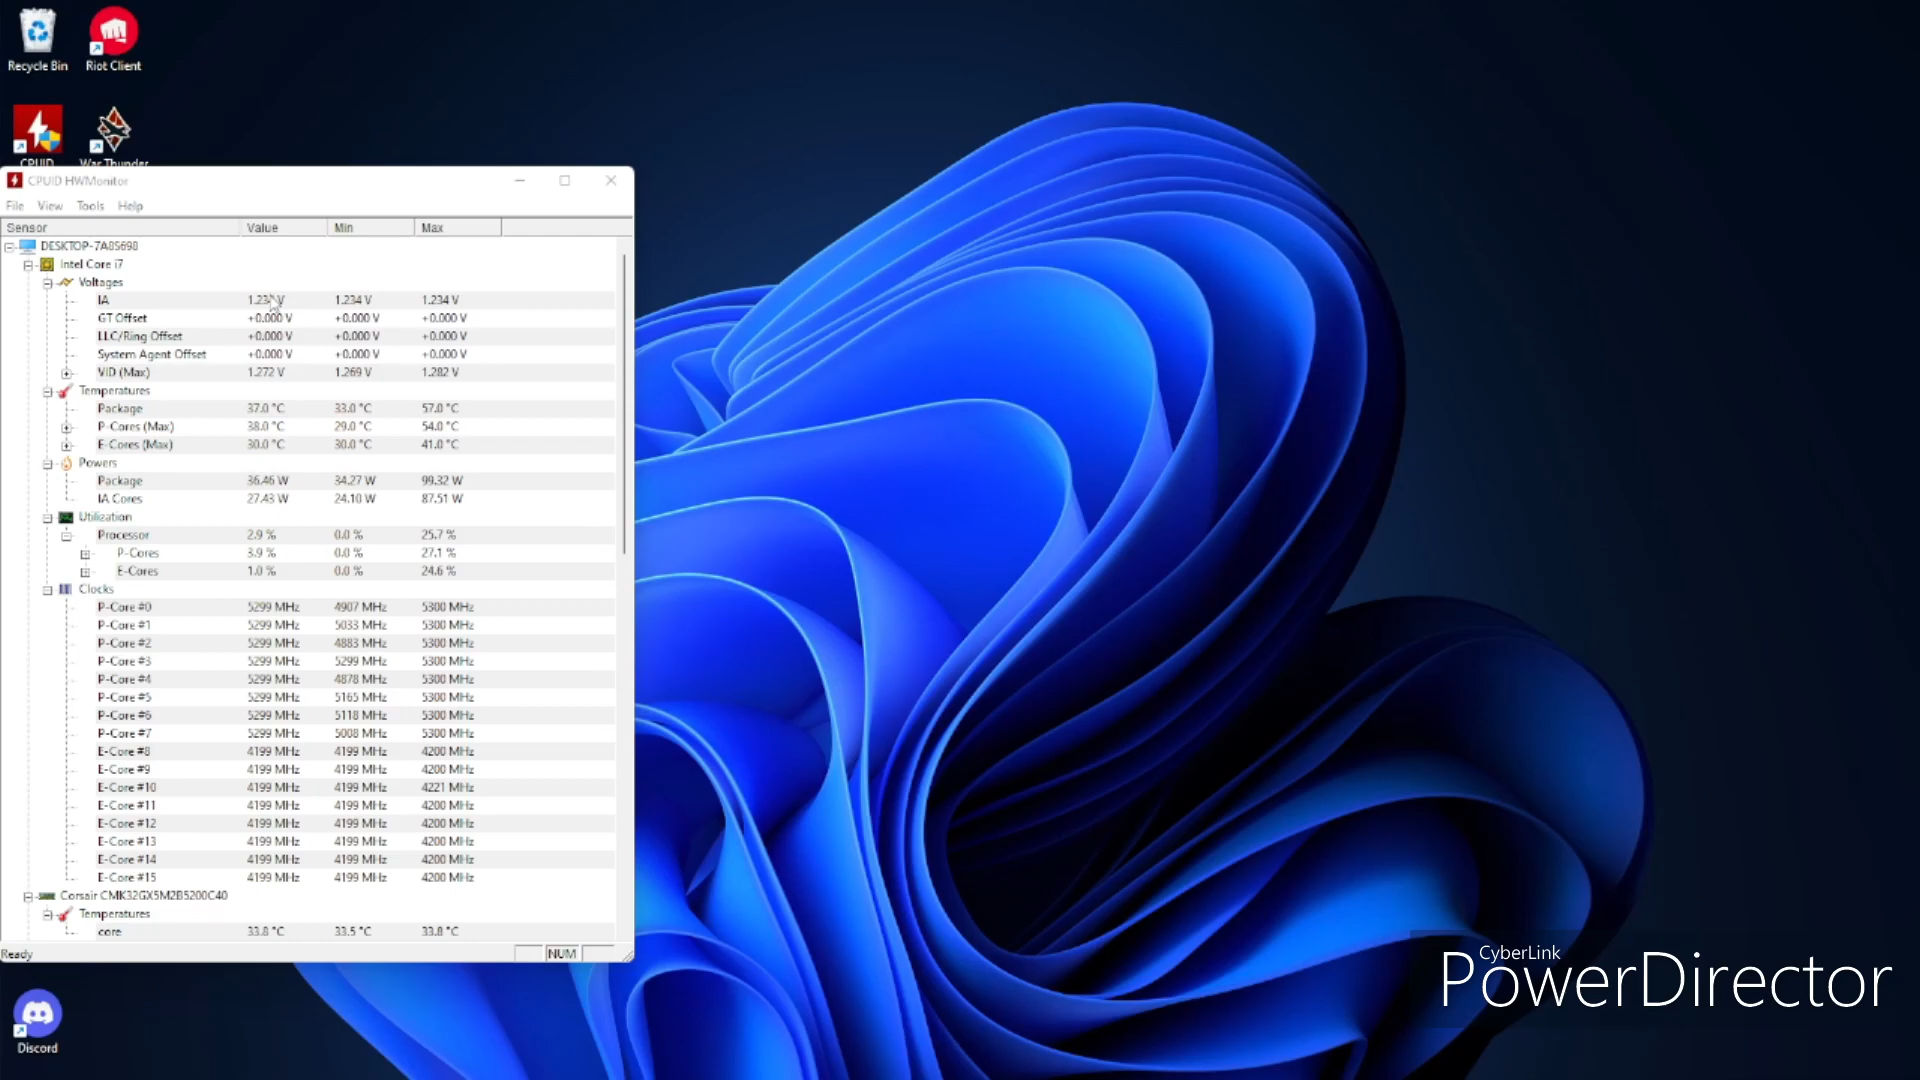 Recycle Bin
Riot Client
CPUID
War Thunder
CPUID HWMonitor
File View Tools Help
Sensor Value Min Max
DESKTOP-7A85698
Intel Core i7
Voltages
IA 1.234 V 1.234 V 1.234 V
GT Offset +0.000 V +0.000 V +0.000 V
LLC/Ring Offset +0.000 V +0.000 V +0.000 V
System Agent Offset +0.000 V +0.000 V +0.000 V
VID (Max) 1.272 V 1.269 V 1.282 V
Temperatures
Package 37.0 °C 33.0 °C 57.0 °C
P-Cores (Max) 38.0 °C 29.0 °C 54.0 °C
E-Cores (Max) 30.0 °C 30.0 °C 41.0 °C
Powers
Package 36.46 W 34.27 W 99.32 W
IA Cores 27.43 W 24.10 W 87.51 W
Utilization
Processor 2.9 % 0.0 % 25.7 %
P-Cores 3.9 % 0.0 % 27.1 %
E-Cores 1.0 % 0.0 % 24.6 %
Clocks
P-Core #0 5299 MHz 4907 MHz 5300 MHz
P-Core #1 5299 MHz 5033 MHz 5300 MHz
P-Core #2 5299 MHz 4883 MHz 5300 MHz
P-Core #3 5299 MHz 5299 MHz 5300 MHz
P-Core #4 5299 MHz 4878 MHz 5300 MHz
P-Core #5 5299 MHz 5165 MHz 5300 MHz
P-Core #6 5299 MHz 5118 MHz 5300 MHz
P-Core #7 5299 MHz 5008 MHz 5300 MHz
E-Core #8 4199 MHz 4199 MHz 4200 MHz
E-Core #9 4199 MHz 4199 MHz 4200 MHz
E-Core #10 4199 MHz 4199 MHz 4221 MHz
E-Core #11 4199 MHz 4199 MHz 4200 MHz
E-Core #12 4199 MHz 4199 MHz 4200 MHz
E-Core #13 4199 MHz 4199 MHz 4200 MHz
E-Core #14 4199 MHz 4199 MHz 4200 MHz
E-Core #15 4199 MHz 4199 MHz 4200 MHz
Corsair CMK32GX5M2B5200C40
Temperatures
core 33.8 °C 33.5 °C 33.8 °C
Ready NUM
Discord
CyberLink
PowerDirector